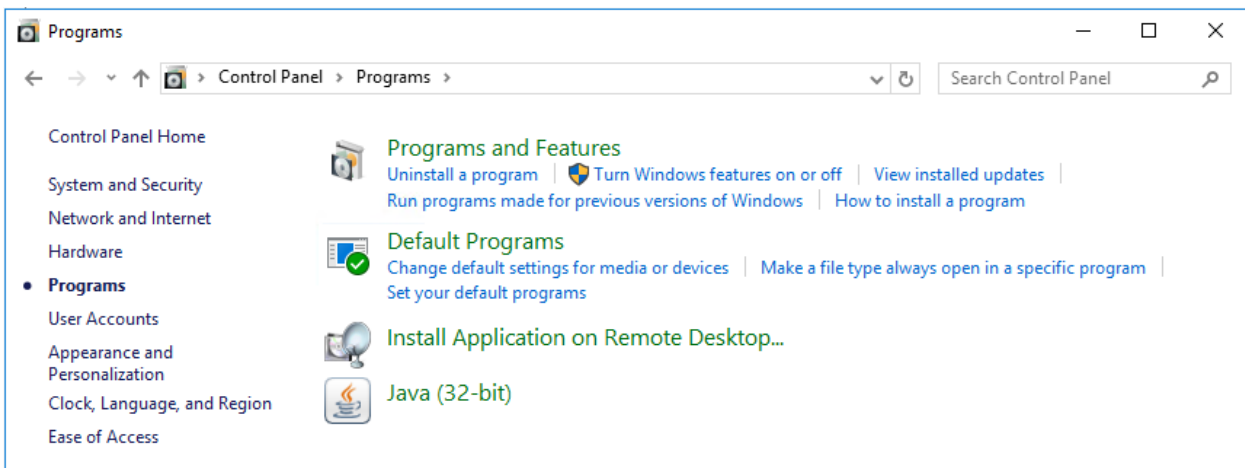 Programs
Control Panel > Programs >
Search Control Panel
Control Panel Home
System and Security
Network and Internet
Hardware
Programs
User Accounts
Appearance and
Personalization
Clock, Language, and Region
Ease of Access
Programs and Features
Uninstall a program
Turn Windows features on or off
View installed updates
Run programs made for previous versions of Windows
How to install a program
Default Programs
Change default settings for media or devices
Make a file type always open in a specific program
Set your default programs
Install Application on Remote Desktop...
Java (32-bit)